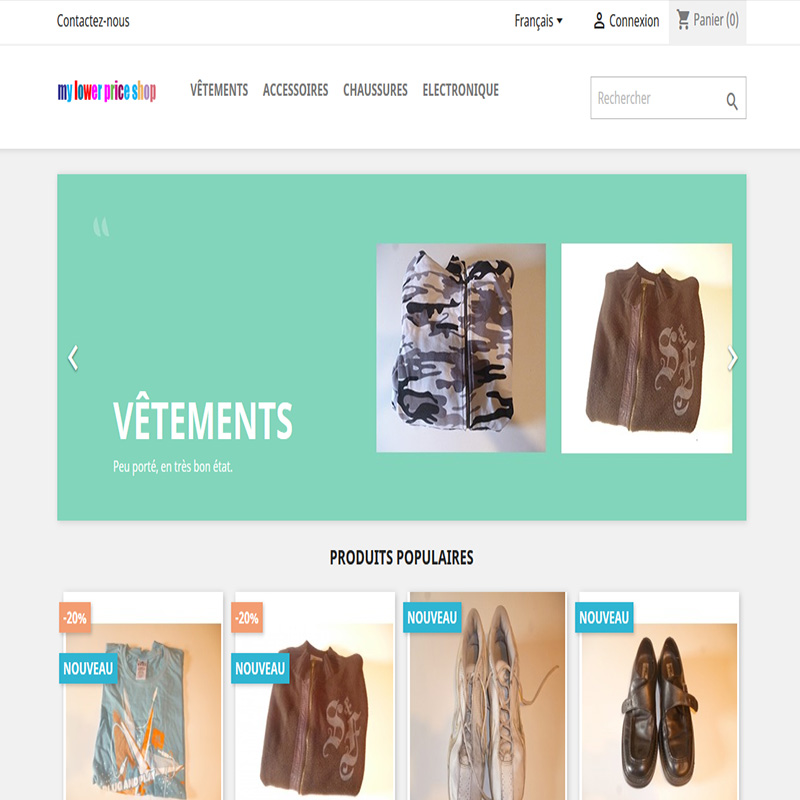 Contactez-nous
Français
Connexion
Panier (0)
my lower price shop
VÊTEMENTS
ACCESSOIRES
CHAUSSURES
ELECTRONIQUE
Rechercher
VÊTEMENTS
Peu porté, en très bon état.
PRODUITS POPULAIRES
-20%
NOUVEAU
-20%
NOUVEAU
NOUVEAU
NOUVEAU